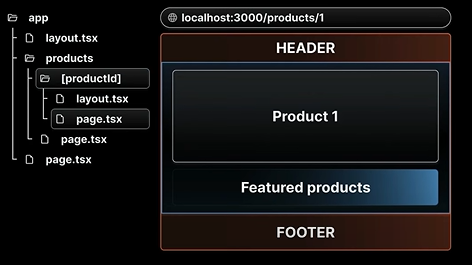 app
layout.tsx
products
[productId]
layout.tsx
page.tsx
page.tsx
page.tsx
localhost:3000/products/1
HEADER
Product 1
Featured products
FOOTER